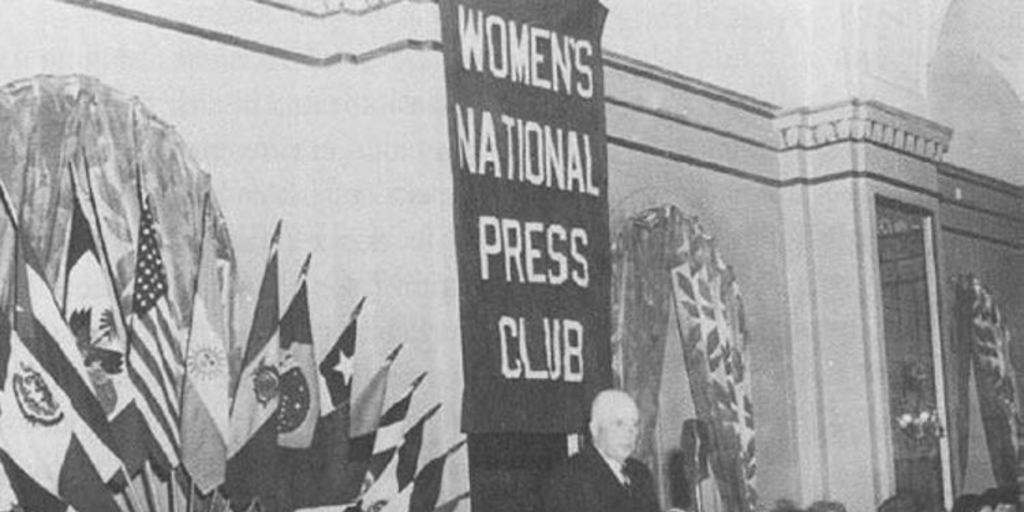 WOMEN'S
NATIONAL
PRESS
CLUB